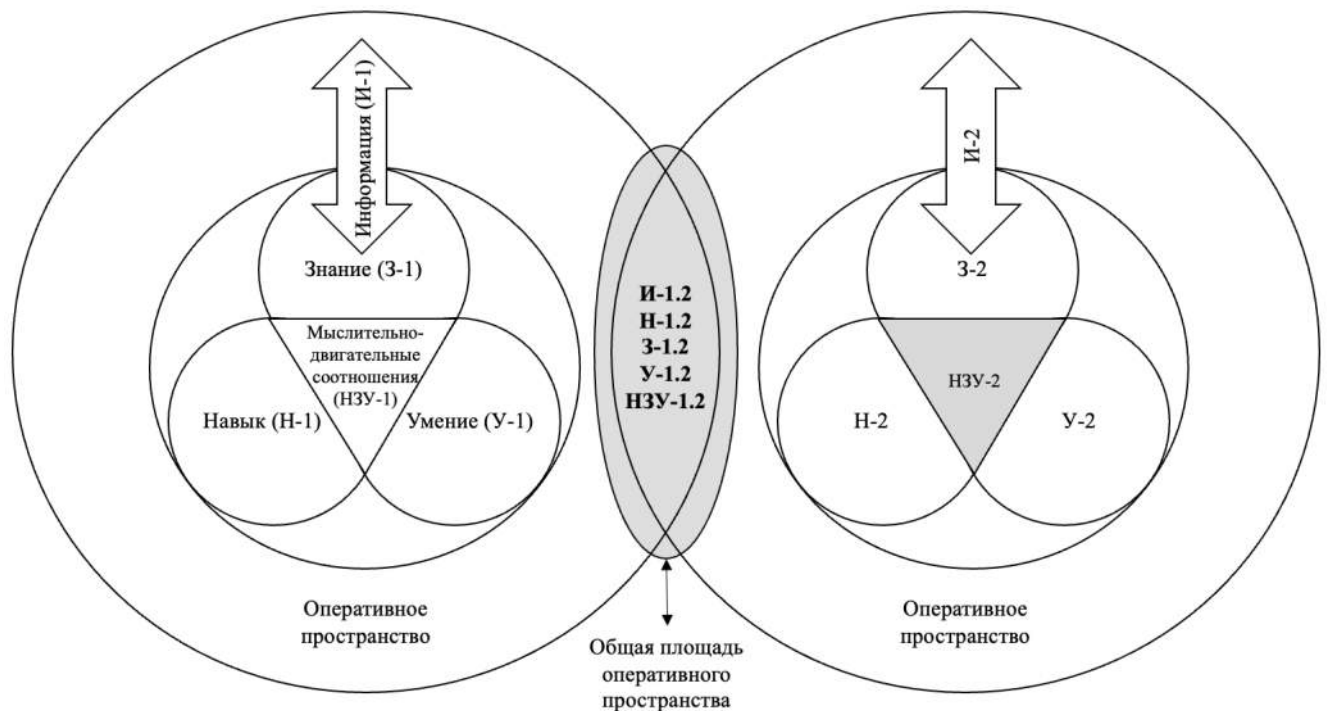 Информация (И-1)
Знание (З-1)
Мыслительно-
двигательные
соотношения
(НЗУ-1)
Навык (Н-1)
Умение (У-1)
Оперативное
пространство
И-1.2
Н-1.2
З-1.2
У-1.2
НЗУ-1.2
Общая площадь
оперативного
пространства
И-2
З-2
НЗУ-2
Н-2
У-2
Оперативное
пространство